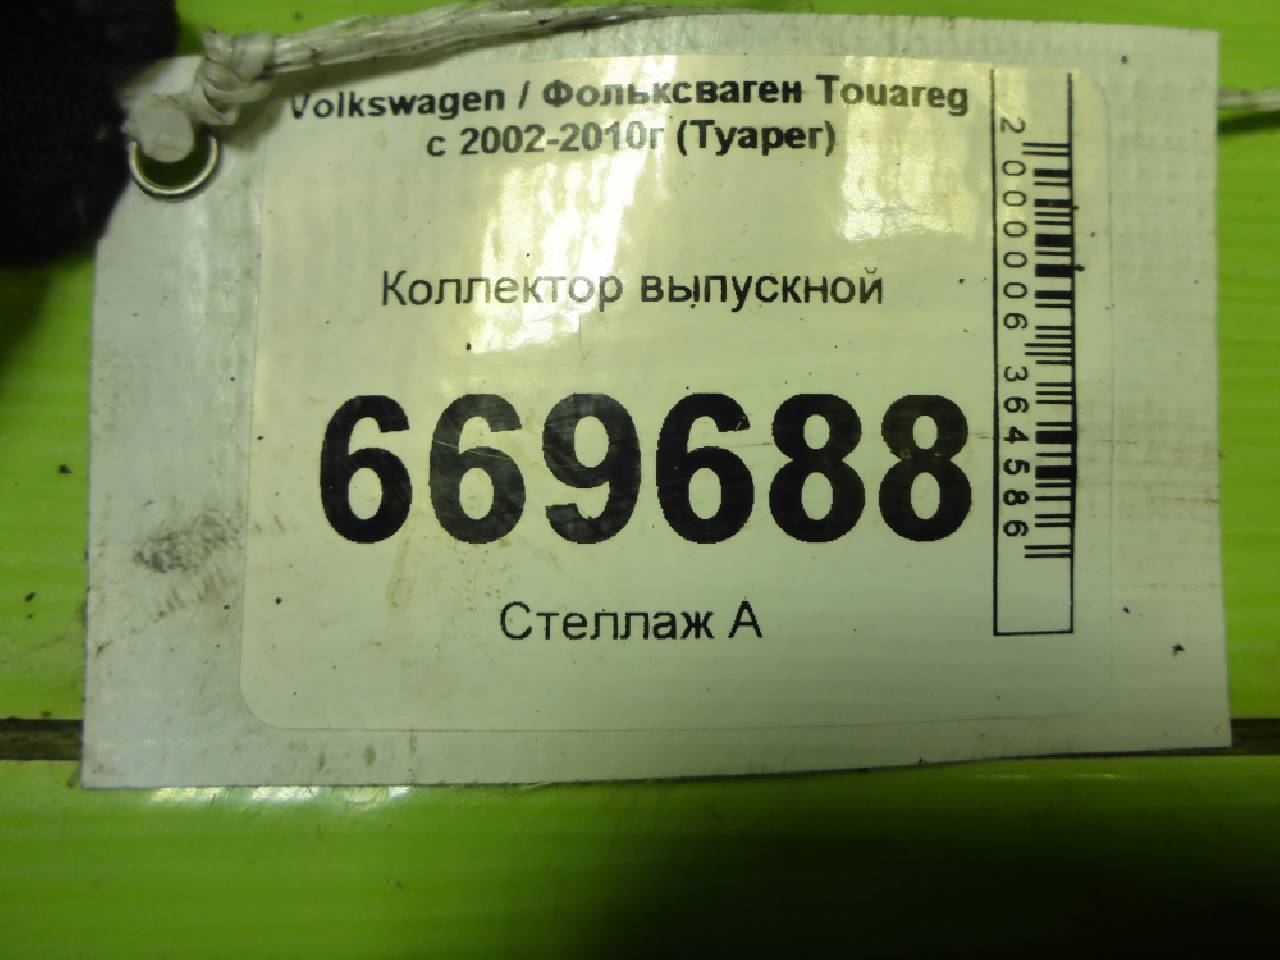 Volkswagen / Фольксваген Touareg
с 2002-2010г (Туарег)
Коллектор выпускной
669688
Стеллаж А
2000006364586